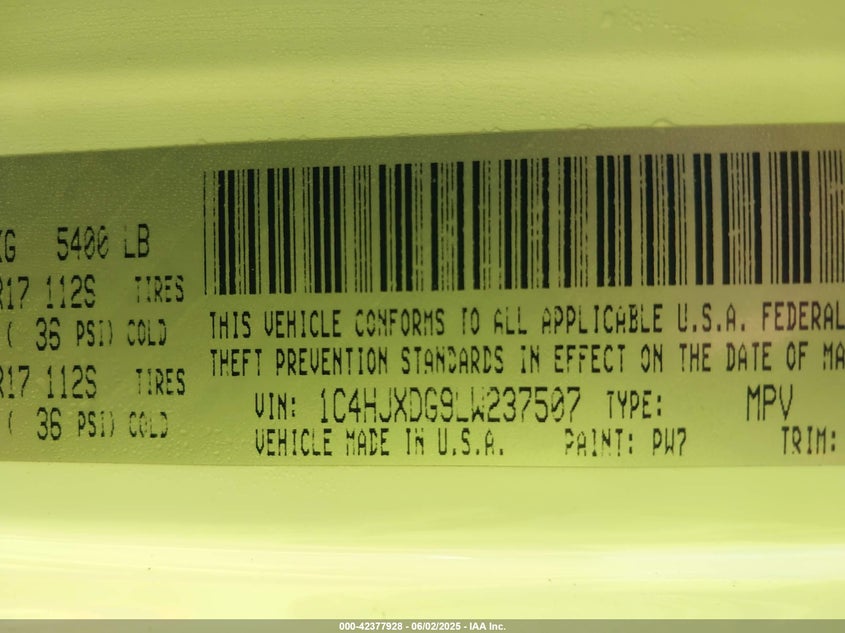 KG 5400 LB
R17 112S TIRES
( 36 PSI) COLD
R17 112S TIRES
( 36 PSI) COLD
THIS VEHICLE CONFORMS TO ALL APPLICABLE U.S.A. FEDERAL
THEFT PREVENTION STANDARDS IN EFFECT ON THE DATE OF MA
VIN: 1C4HJXDG9LW237507 TYPE: MPV
VEHICLE MADE IN U.S.A. PAINT: PW7 TRIM:
000-42377928 - 06/02/2025 - IAA Inc.